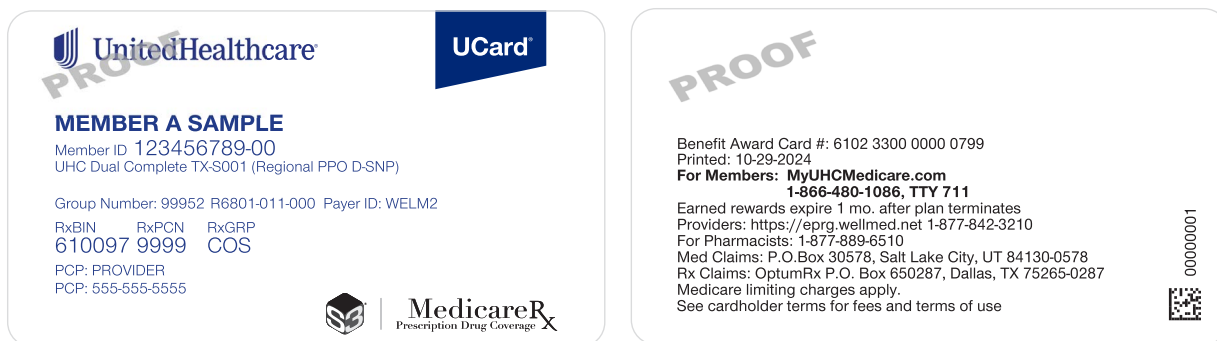 PROOF
UnitedHealthcare®
UCard®
MEMBER A SAMPLE
Member ID 123456789-00
UHC Dual Complete TX-S001 (Regional PPO D-SNP)
Group Number: 99952 R6801-011-000 Payer ID: WELM2
RxBIN RxPCN RxGRP
610097 9999 COS
PCP: PROVIDER
PCP: 555-555-5555
S3
MedicareRx
Prescription Drug Coverage
PROOF
Benefit Award Card #: 6102 3300 0000 0799
Printed: 10-29-2024
For Members: MyUHCMedicare.com
1-866-480-1086, TTY 711
Earned rewards expire 1 mo. after plan terminates
Providers: https://eprg.wellmed.net 1-877-842-3210
For Pharmacists: 1-877-889-6510
Med Claims: P.O.Box 30578, Salt Lake City, UT 84130-0578
Rx Claims: OptumRx P.O. Box 650287, Dallas, TX 75265-0287
Medicare limiting charges apply.
See cardholder terms for fees and terms of use
00000001